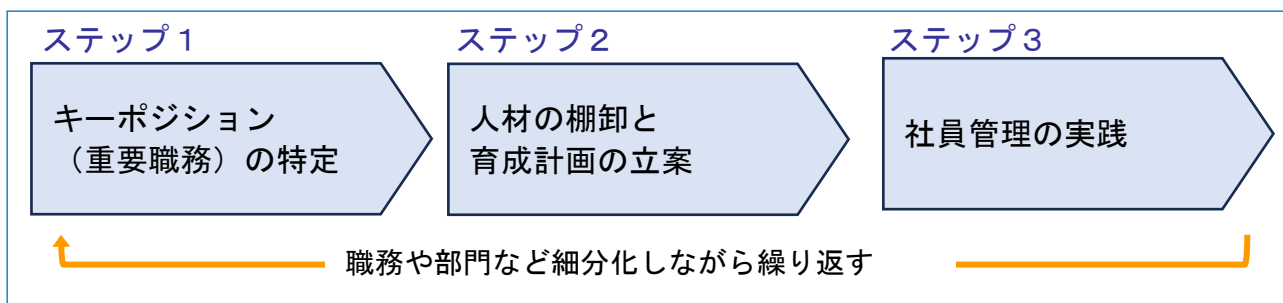 ステップ１
ステップ２
ステップ３
キーポジション
（重要職務）の特定
人材の棚卸と
育成計画の立案
社員管理の実践
職務や部門など細分化しながら繰り返す